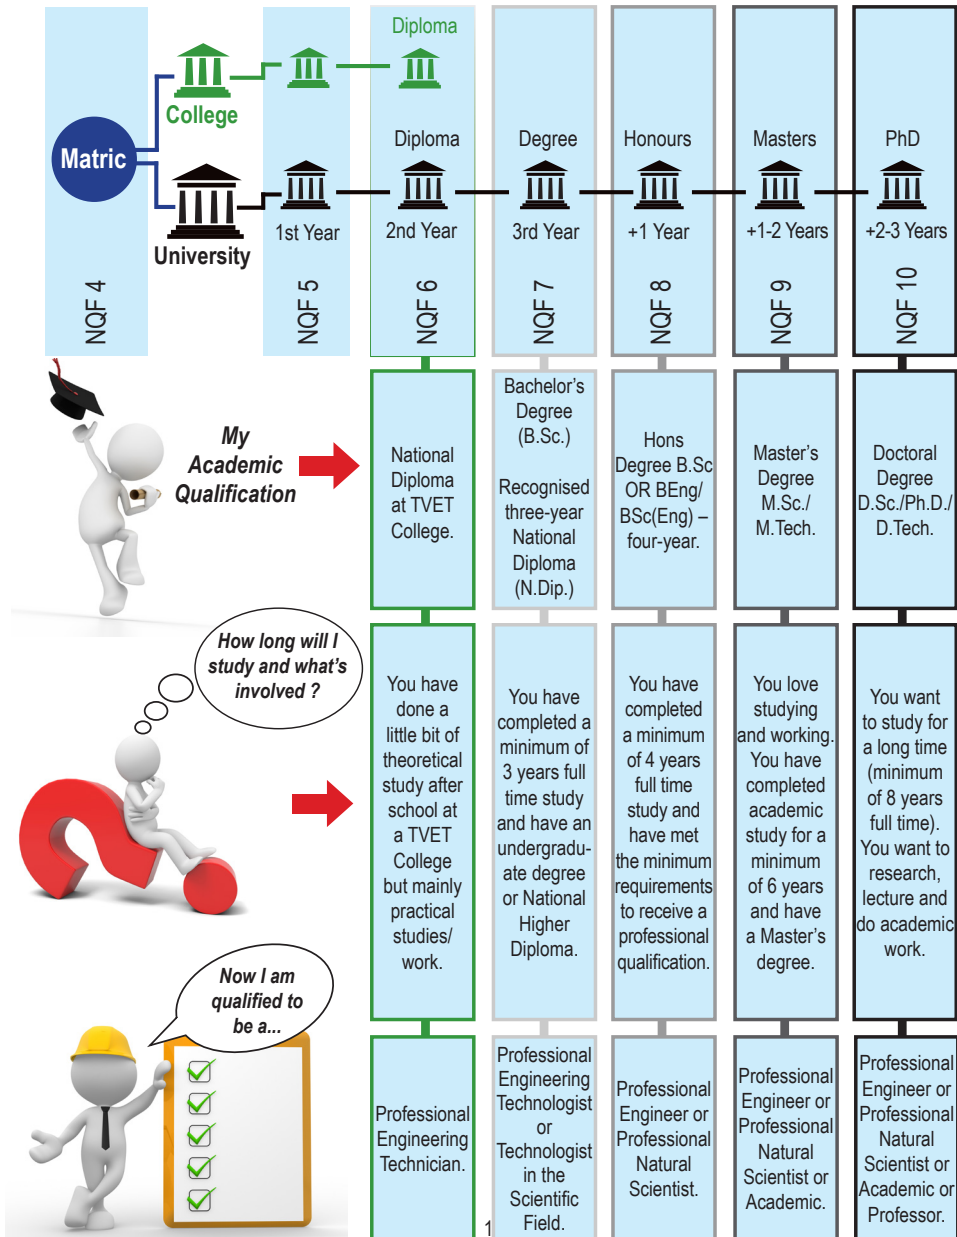 Diploma
College
Matric
Diploma
Degree
Honours
Masters
PhD
University
1st Year
2nd Year
3rd Year
+1 Year
+1-2 Years
+2-3 Years
NQF 4
NQF 5
NQF 6
NQF 7
NQF 8
NQF 9
NQF 10
My
Academic
Qualification
National
Diploma
at TVET
College.
Bachelor's
Degree
(B.Sc.)
Recognised
three-year
National
Diploma
(N.Dip.)
Hons
Degree B.Sc
OR BEng/
BSc(Eng) –
four-year.
Master's
Degree
M.Sc./
M.Tech.
Doctoral
Degree
D.Sc./Ph.D./
D.Tech.
How long will I
study and what's
involved ?
You have
done a
little bit of
theoretical
study after
school at
a TVET
College
but mainly
practical
studies/
work.
You have
completed a
minimum of
3 years full
time study
and have an
undergradu-
ate degree
or National
Higher
Diploma.
You have
completed
a minimum
of 4 years
full time
study and
have met
the minimum
requirements
to receive a
professional
qualification.
You love
studying
and working.
You have
completed
academic
study for a
minimum
of 6 years
and have
a Master's
degree.
You want
to study for
a long time
(minimum
of 8 years
full time).
You want to
research,
lecture and
do academic
work.
Now I am
qualified to
be a...
Professional
Engineering
Technician.
Professional
Engineering
Technologist
or
Technologist
in the
Scientific
Field.
Professional
Engineer or
Professional
Natural
Scientist.
Professional
Engineer or
Professional
Natural
Scientist or
Academic.
Professional
Engineer or
Professional
Natural
Scientist or
Academic or
Professor.
1